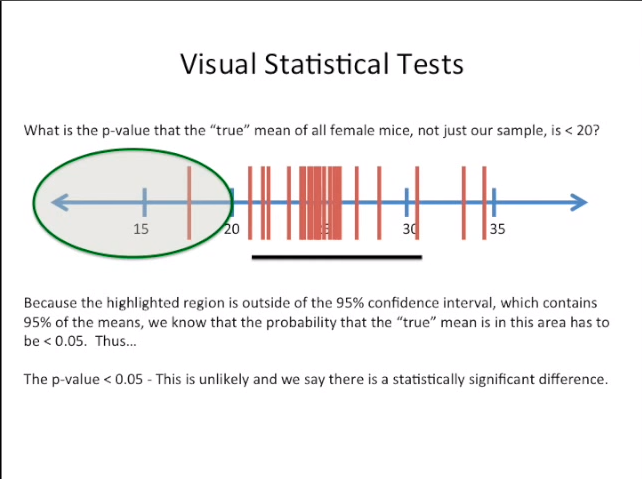 Visual Statistical Tests
What is the p-value that the “true” mean of all female mice, not just our sample, is < 20?
15 20 25 30 35
Because the highlighted region is outside of the 95% confidence interval, which contains
95% of the means, we know that the probability that the “true” mean is in this area has to
be < 0.05.  Thus…
The p-value < 0.05 - This is unlikely and we say there is a statistically significant difference.